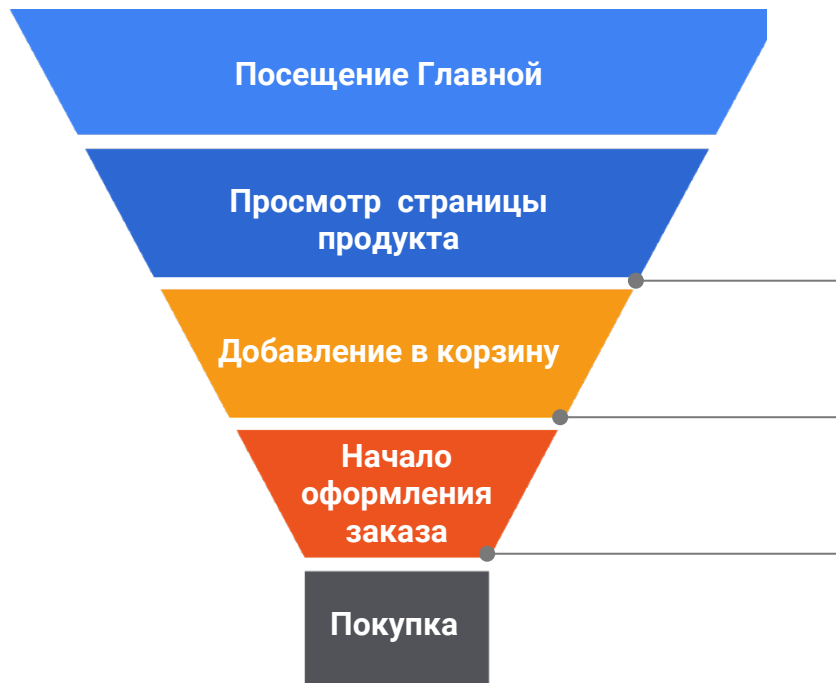 Посещение Главной
Просмотр страницы
продукта
Добавление в корзину
Начало
оформления
заказа
Покупка